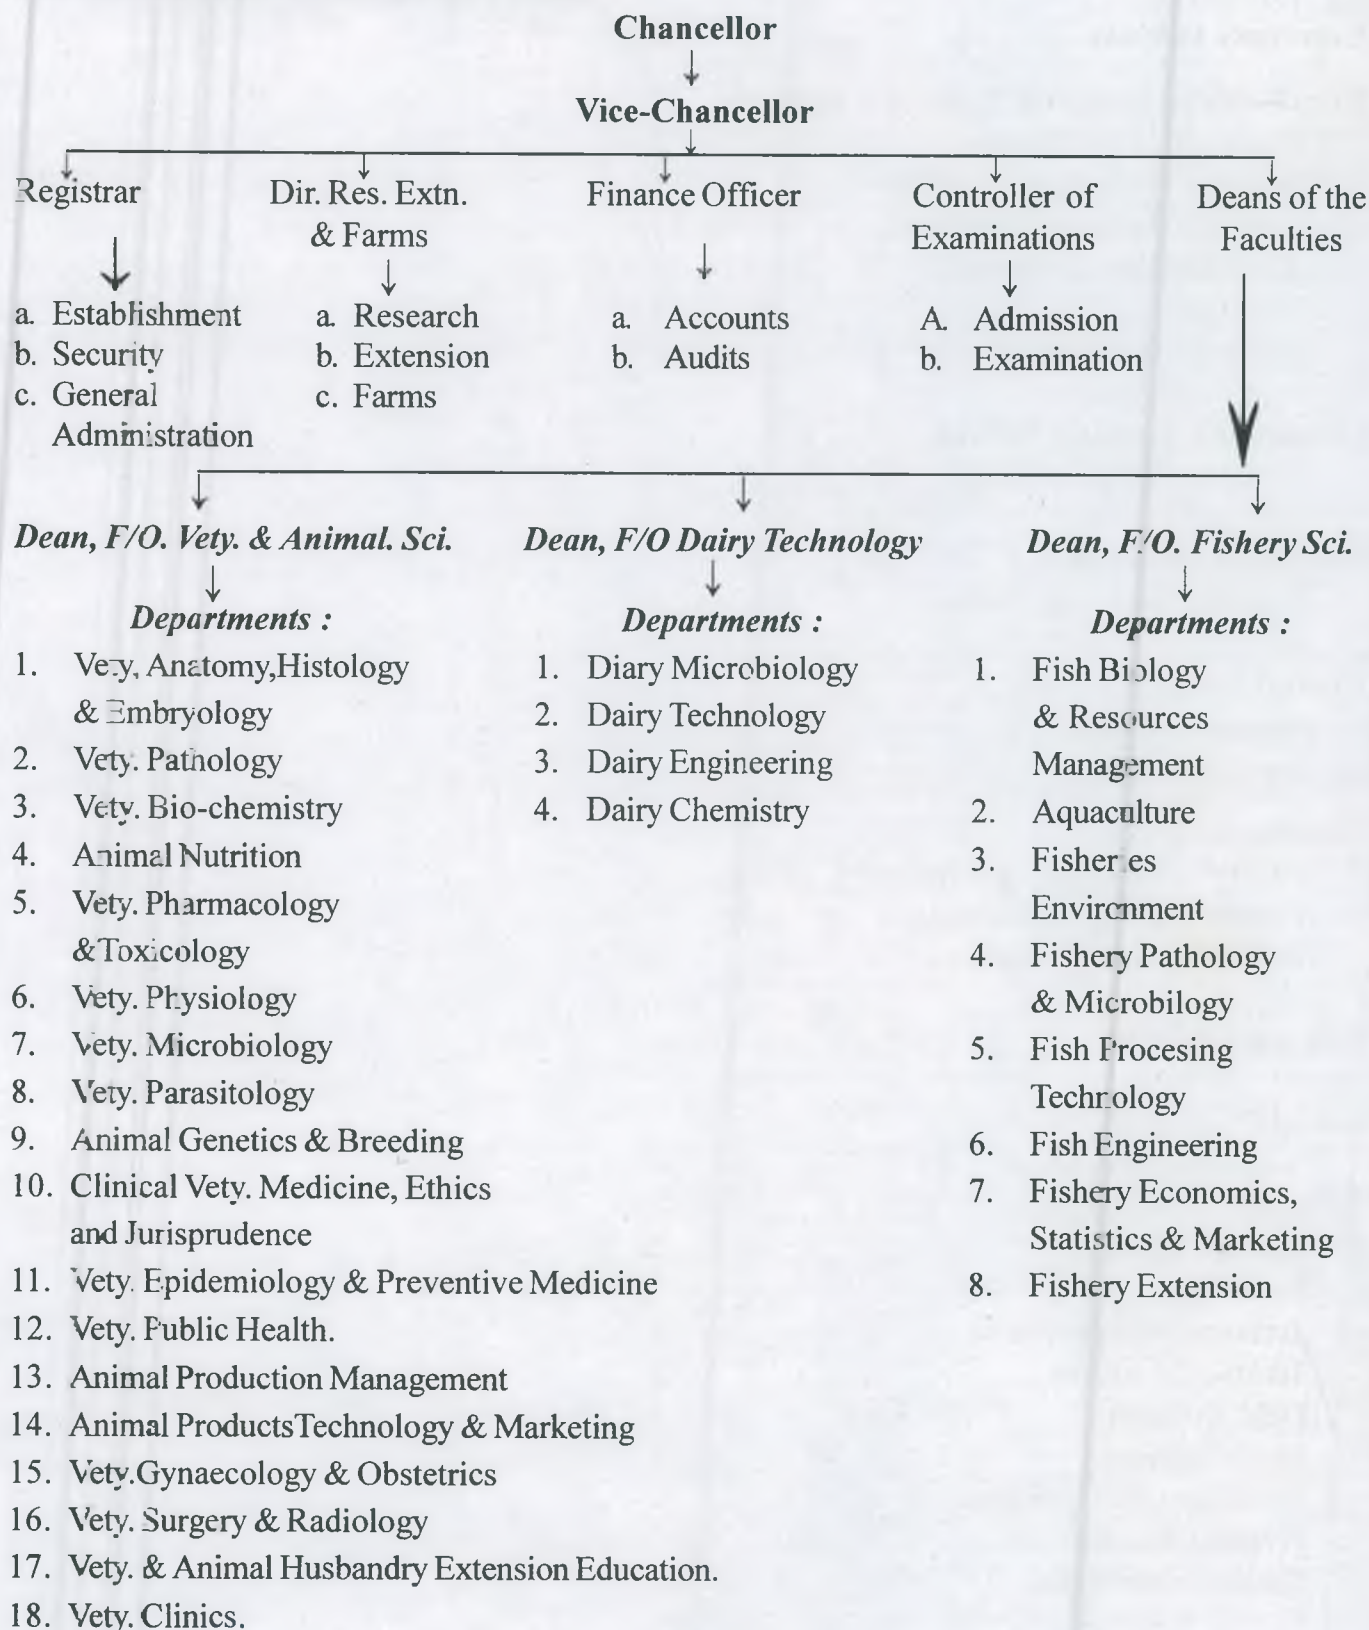 Chancellor
Vice-Chancellor
Registrar
Dir. Res. Extn.
& Farms
Finance Officer
Controller of
Examinations
Deans of the
Faculties
a. Establishment
b. Security
c. General
Administration
a. Research
b. Extension
c. Farms
a. Accounts
b. Audits
A. Admission
b. Examination
Dean, F/O. Vety. & Animal. Sci.
Departments :
1. Vety, Anatomy,Histology
& Embryology
2. Vety. Pathology
3. Vety. Bio-chemistry
4. Animal Nutrition
5. Vety. Pharmacology
&Toxicology
6. Vety. Physiology
7. Vety. Microbiology
8. Vety. Parasitology
9. Animal Genetics & Breeding
10. Clinical Vety. Medicine, Ethics
and Jurisprudence
11. Vety. Epidemiology & Preventive Medicine
12. Vety. Public Health.
13. Animal Production Management
14. Animal ProductsTechnology & Marketing
15. Vety.Gynaecology & Obstetrics
16. Vety. Surgery & Radiology
17. Vety. & Animal Husbandry Extension Education.
18. Vety. Clinics.
Dean, F/O Dairy Technology
Departments :
1. Diary Microbiology
2. Dairy Technology
3. Dairy Engineering
4. Dairy Chemistry
Dean, F/O. Fishery Sci.
Departments :
1. Fish Biology
& Resources
Management
2. Aquaculture
3. Fisheries
Environment
4. Fishery Pathology
& Microbilogy
5. Fish Procesing
Technology
6. Fish Engineering
7. Fishery Economics,
Statistics & Marketing
8. Fishery Extension